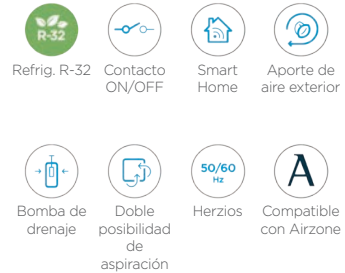 R-32
Refrig. R-32
Contacto
ON/OFF
Smart
Home
Aporte de
aire exterior
Bomba de
drenaje
Doble
posibilidad
de
aspiración
50/60
Hz
Herzios
A
Compatible
con Airzone